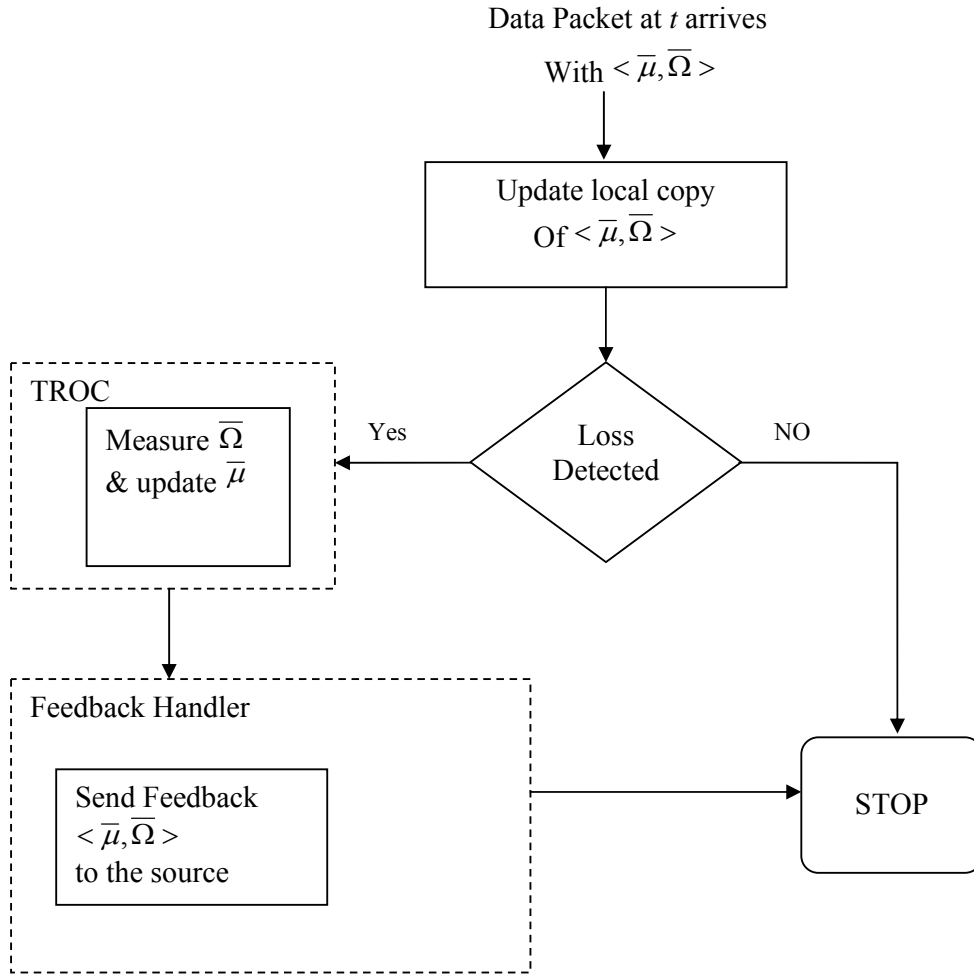 Data Packet at t arrives
With < μ̅, Ω̅ >
Update local copy
Of < μ̅, Ω̅ >
TROC
Measure Ω̅
& update μ̅
Yes
Loss
Detected
NO
Feedback Handler
Send Feedback
< μ̅, Ω̅ >
to the source
STOP